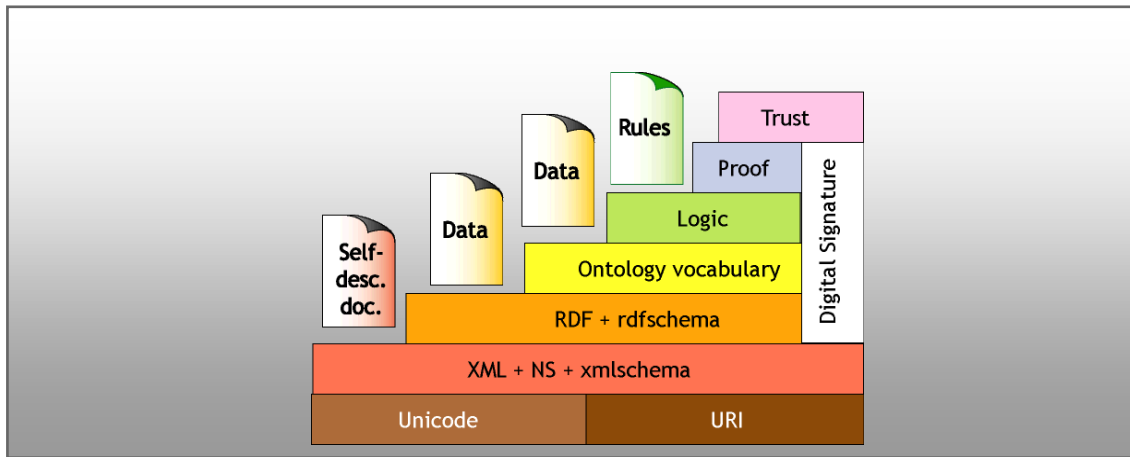 Rules
Trust
Data
Proof
Data
Logic
Self-
desc.
doc.
Ontology vocabulary
Digital Signature
RDF + rdfschema
XML + NS + xmlschema
Unicode
URI